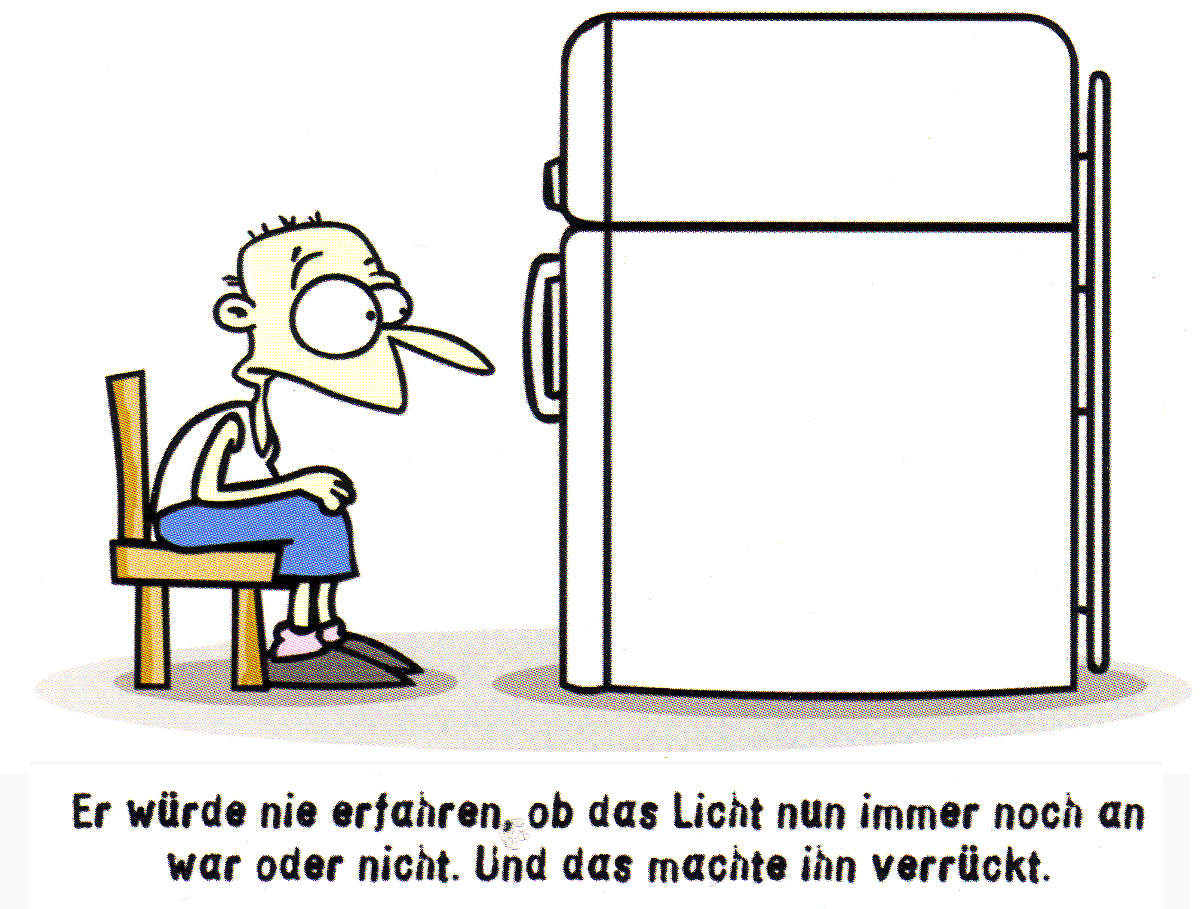 Er würde nie erfahren, ob das Licht nun immer noch an
war oder nicht. Und das machte ihn verrückt.